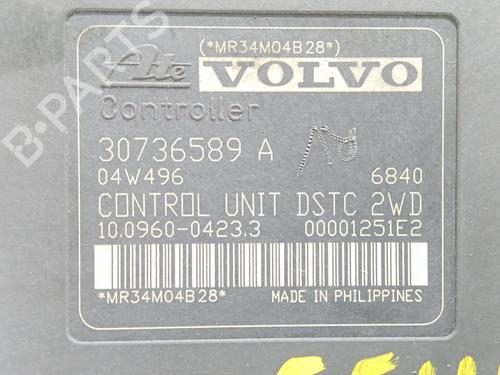 (*MR34M04B28*)
Ate VOLVO
Controller
30736589 A
04W496 6840
CONTROL UNIT DSTC 2WD
10.0960-0423.3 00001251E2
*MR34M04B28* MADE IN PHILIPPINES
B-PARTS